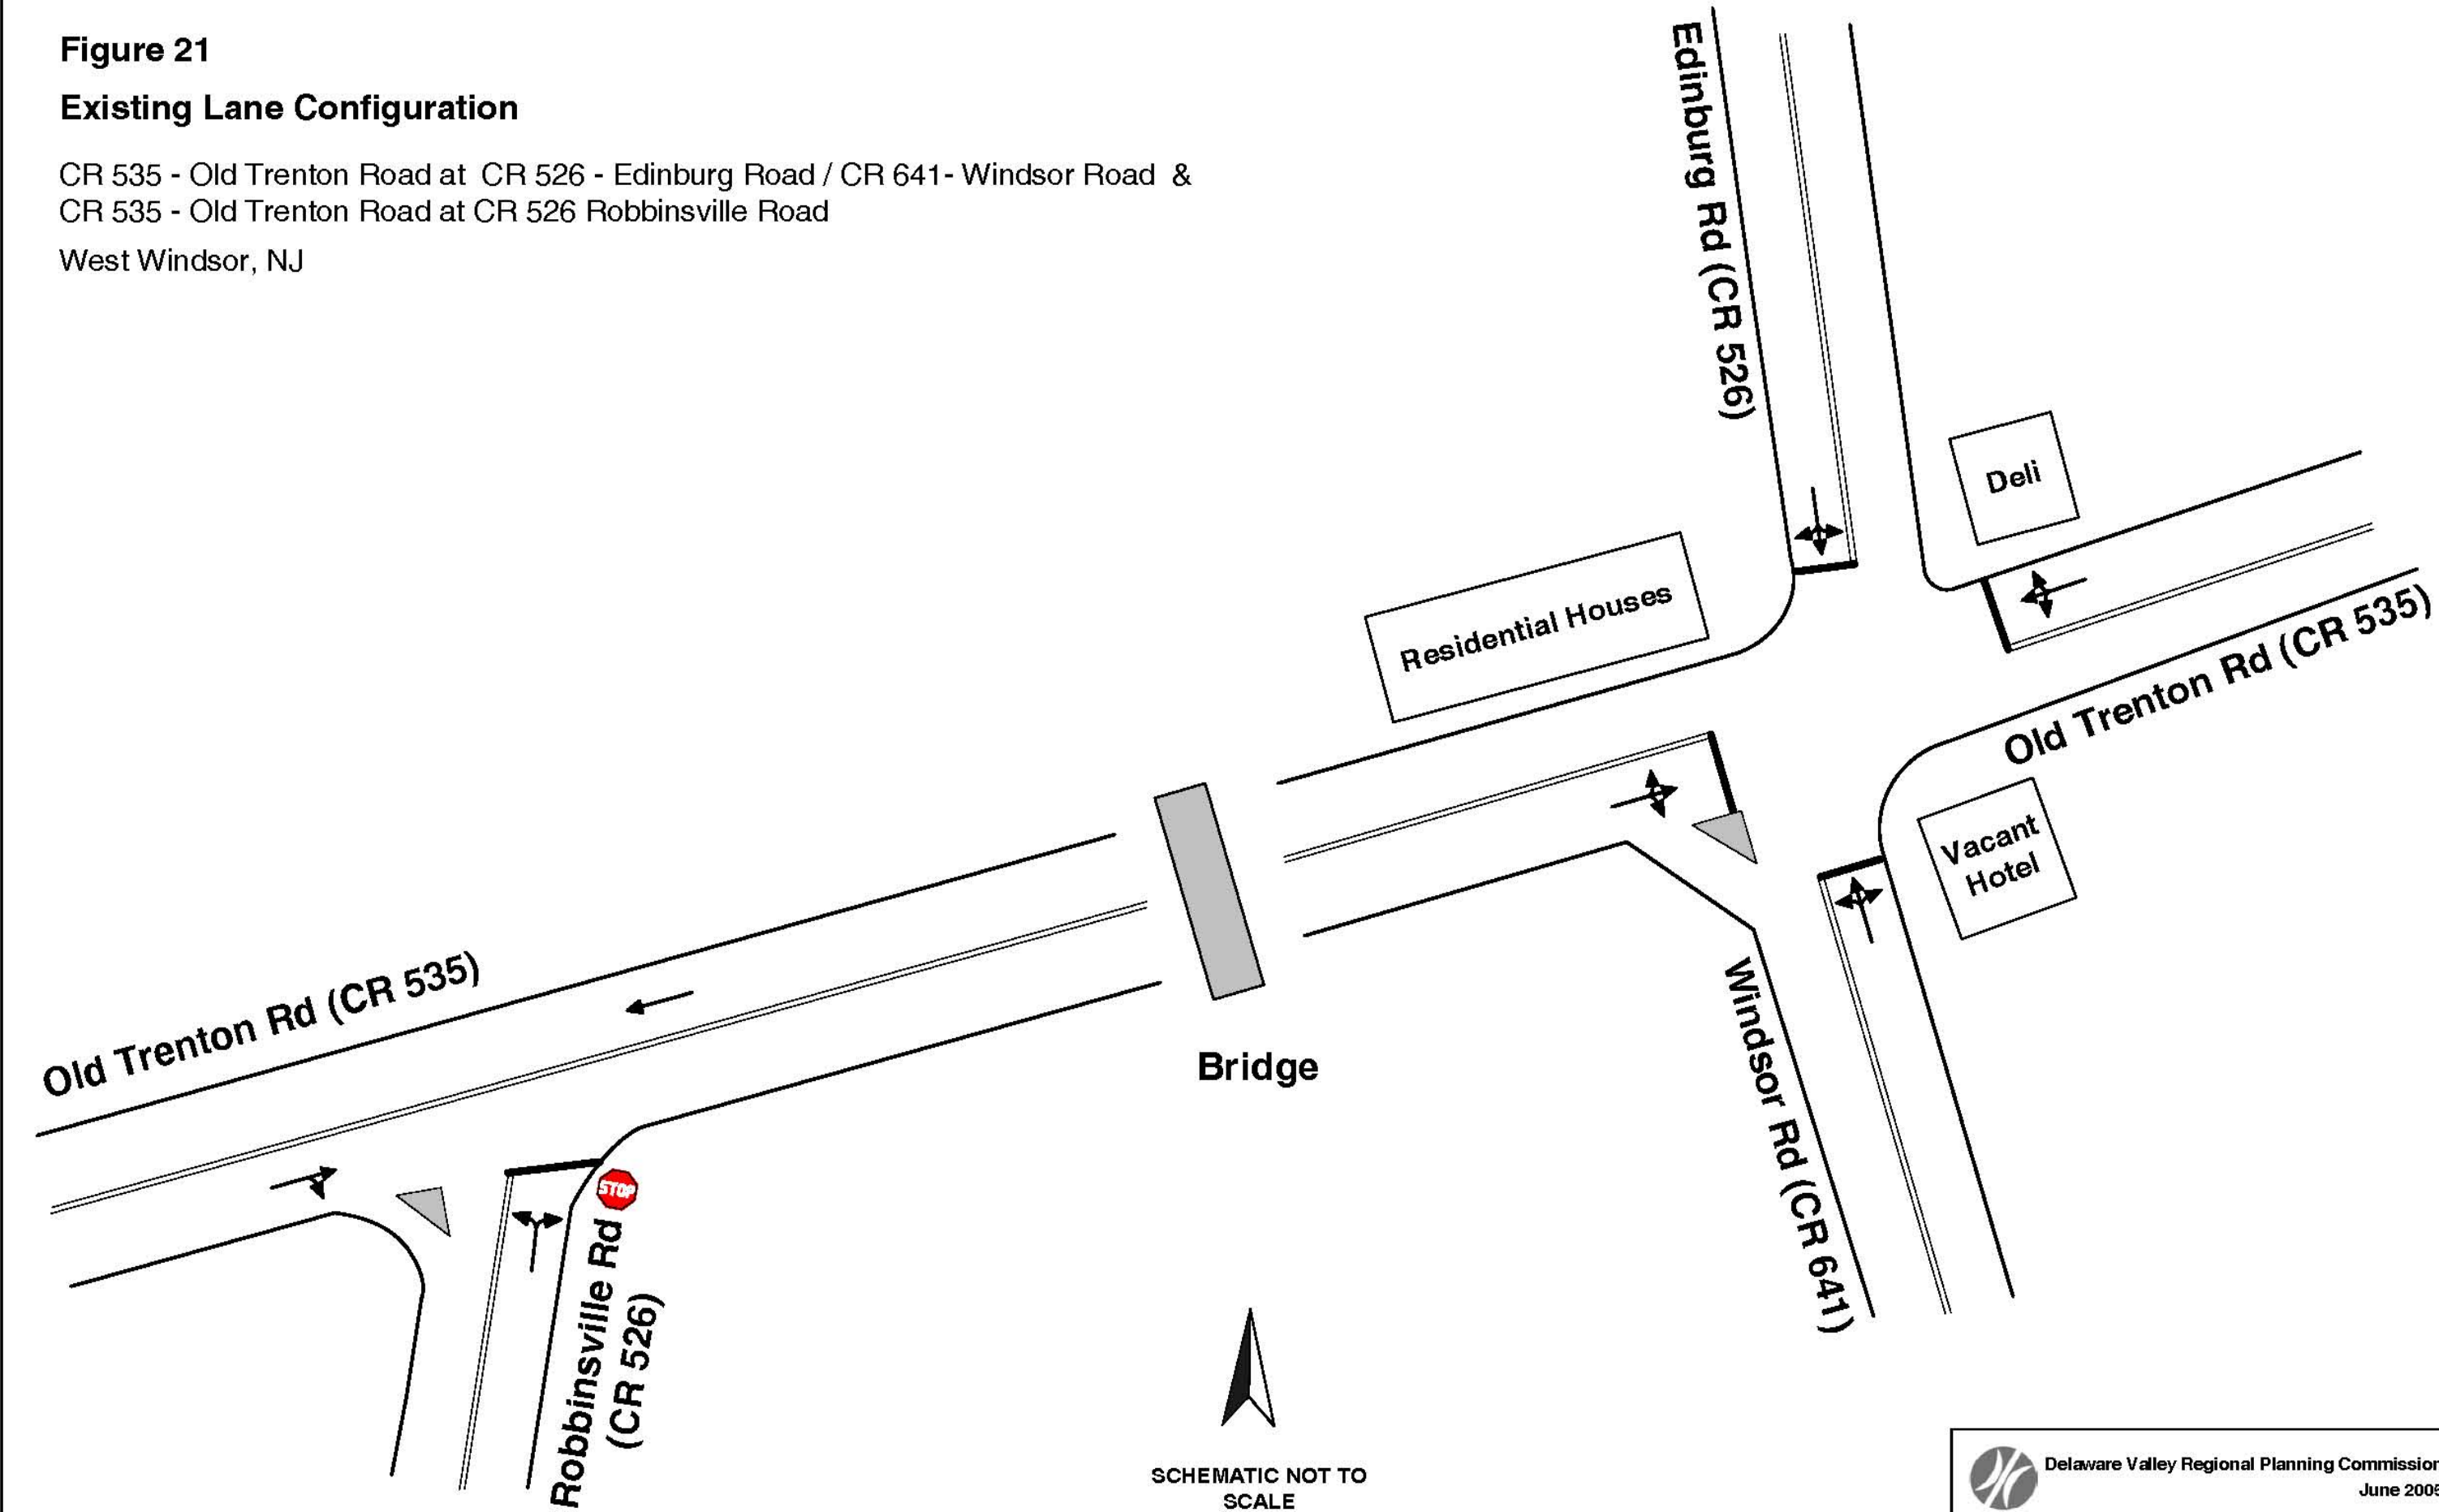 Figure 21
Existing Lane Configuration
CR 535 - Old Trenton Road at CR 526 - Edinburg Road / CR 641- Windsor Road &
CR 535 - Old Trenton Road at CR 526 Robbinsville Road
West Windsor, NJ
Edinburg Rd (CR 526)
Deli
Residential Houses
Old Trenton Rd (CR 535)
Vacant
Hotel
Old Trenton Rd (CR 535)
Bridge
Windsor Rd (CR 641)
STOP
Robbinsville Rd
(CR 526)
SCHEMATIC NOT TO
SCALE
Delaware Valley Regional Planning Commission
June